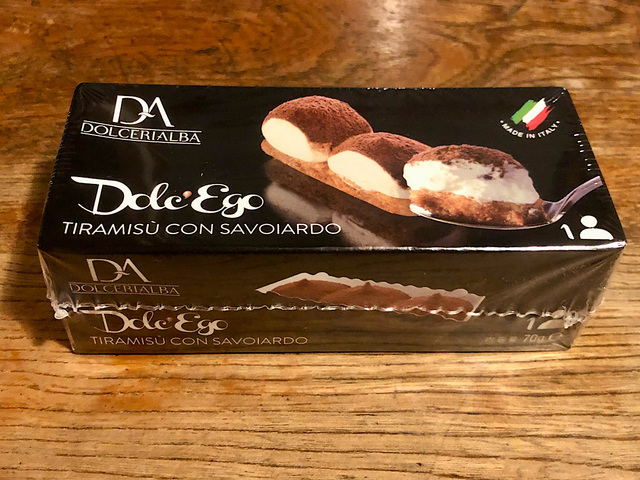 DA
DOLCERIALBA
Dolc'Ego
TIRAMISÙ CON SAVOIARDO
• MADE IN ITALY •
1
DA
DOLCERIALBA
Dolc'Ego
TIRAMISÙ CON SAVOIARDO
1
70g e